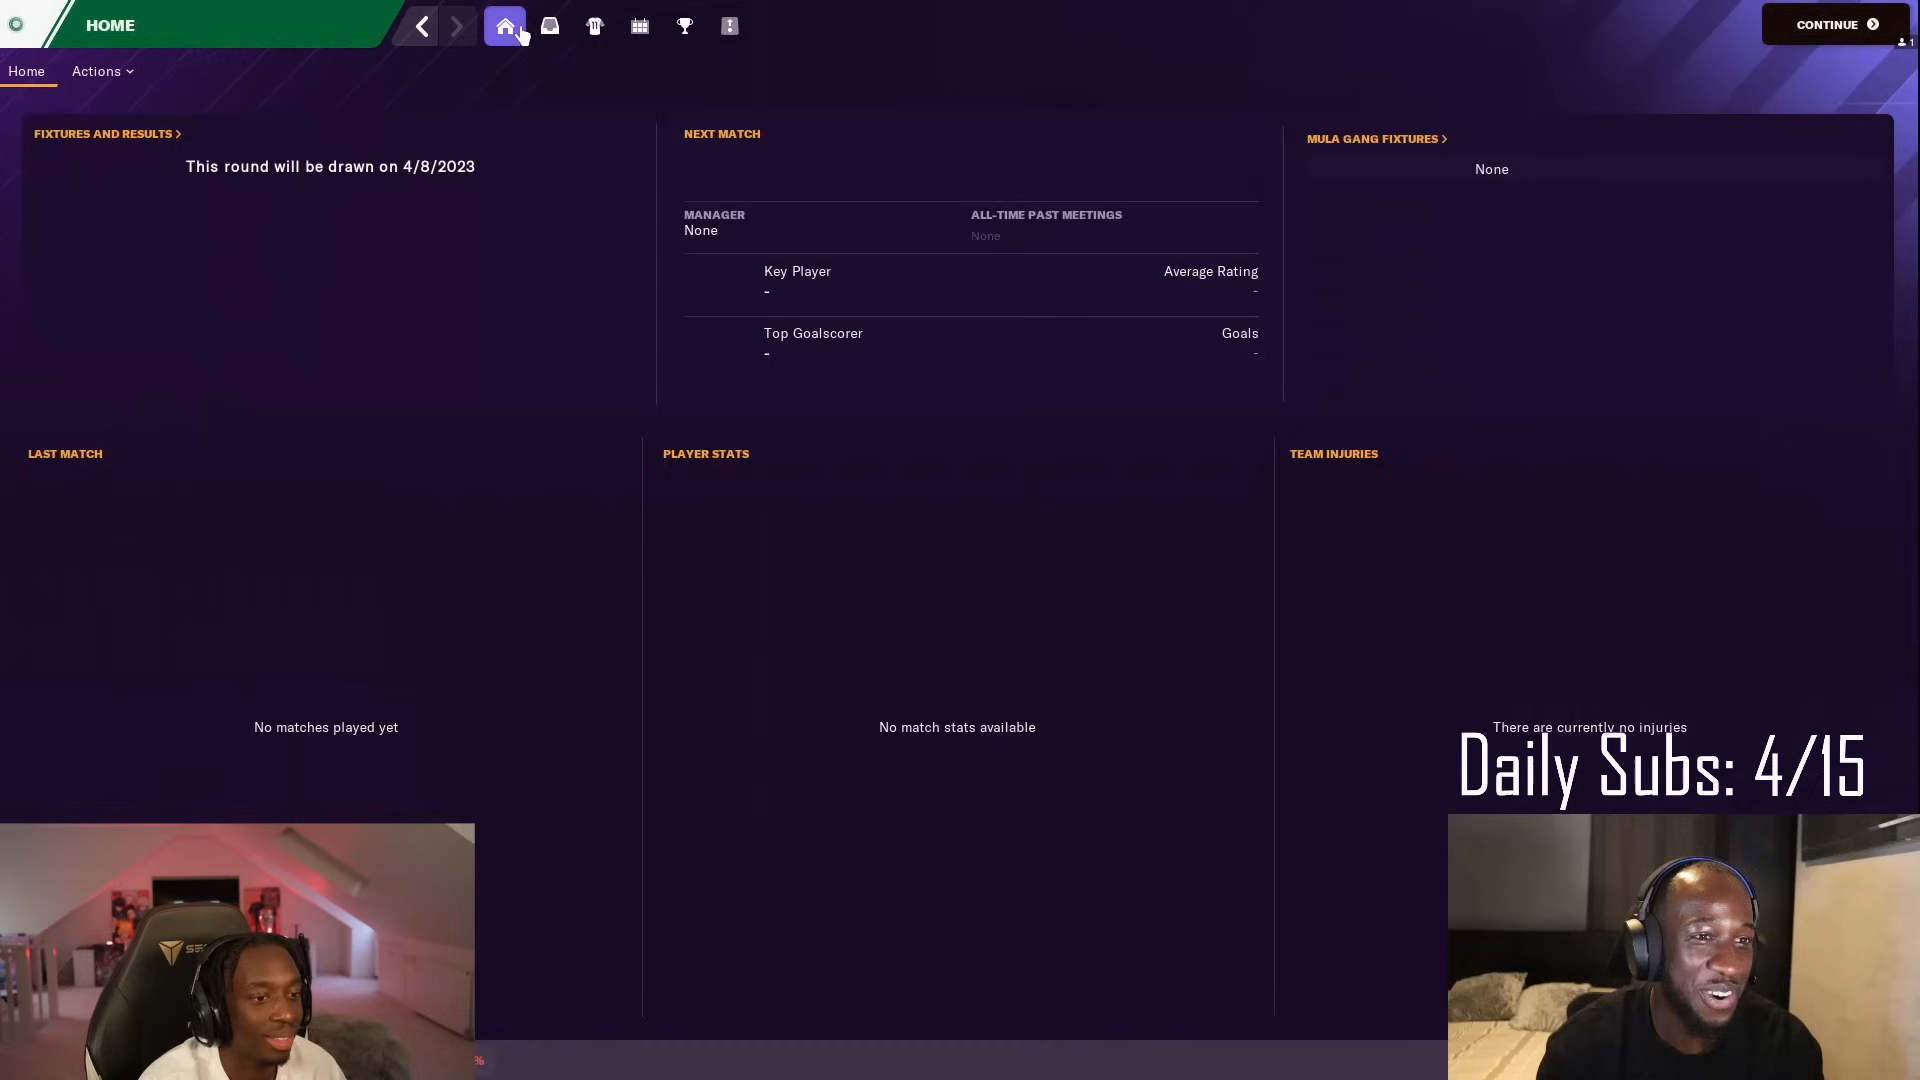 HOME
CONTINUE
1
Home
Actions
FIXTURES AND RESULTS >
This round will be drawn on 4/8/2023
NEXT MATCH
MANAGER
None
ALL-TIME PAST MEETINGS
None
Key Player
-
Average Rating
-
Top Goalscorer
-
Goals
-
MULA GANG FIXTURES >
None
LAST MATCH
No matches played yet
PLAYER STATS
No match stats available
TEAM INJURIES
There are currently no injuries
Daily Subs: 4/15
%